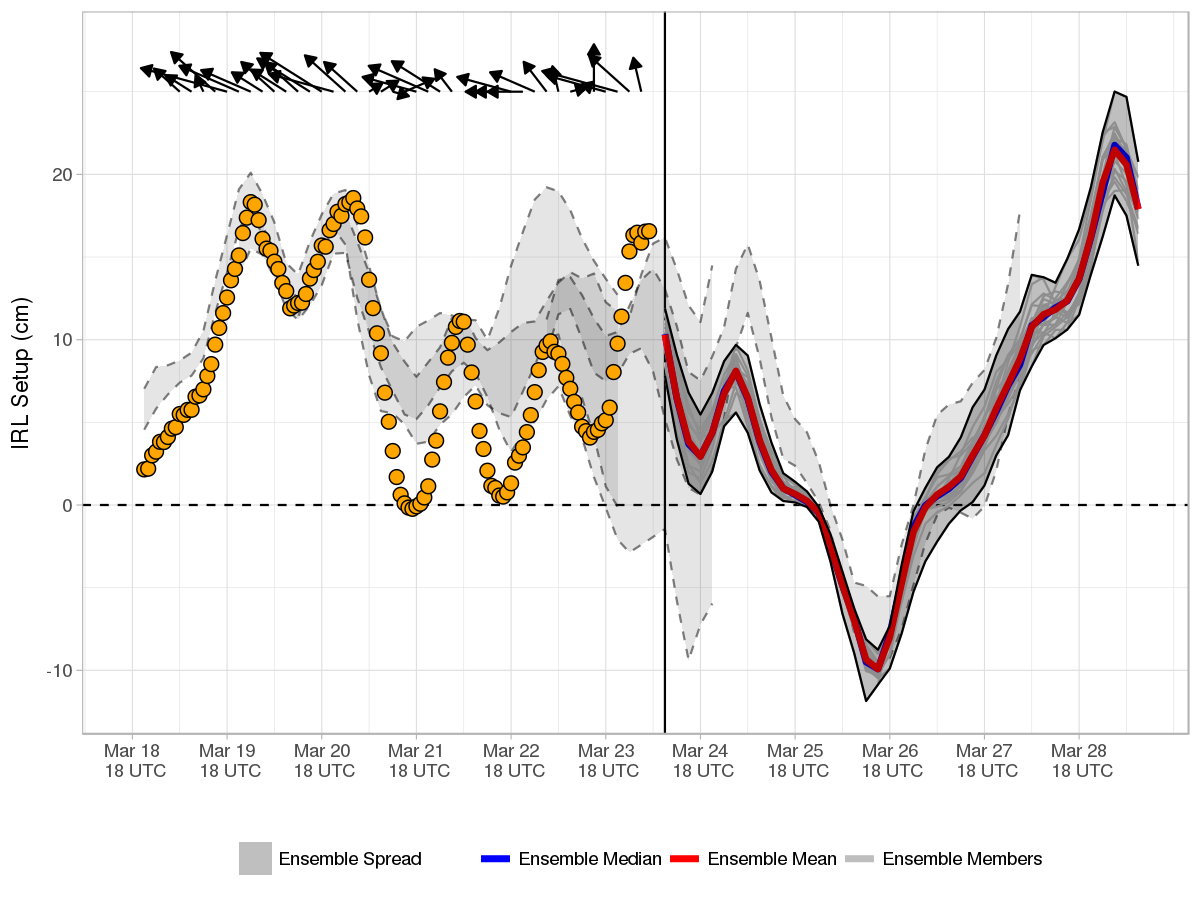 IRL Setup (cm)
20
10
0
-10
Mar 18 Mar 19 Mar 20 Mar 21 Mar 22 Mar 23 Mar 24 Mar 25 Mar 26 Mar 27 Mar 28
18 UTC 18 UTC 18 UTC 18 UTC 18 UTC 18 UTC 18 UTC 18 UTC 18 UTC 18 UTC 18 UTC
Ensemble Spread Ensemble Median Ensemble Mean Ensemble Members